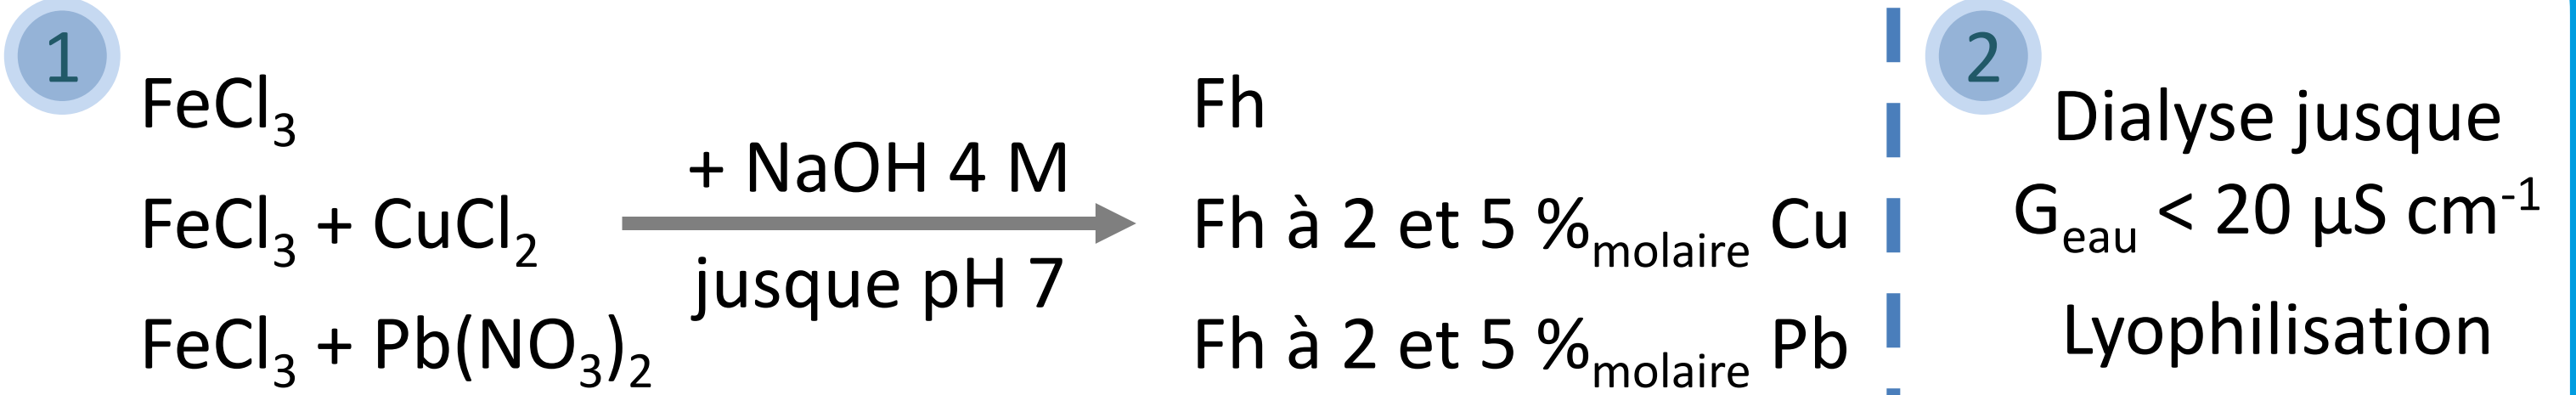 1
FeCl₃
FeCl₃ + CuCl₂
FeCl₃ + Pb(NO₃)₂
+ NaOH 4 M
jusque pH 7
Fh
Fh à 2 et 5 %molaire Cu
Fh à 2 et 5 %molaire Pb
2
Dialyse jusque
Geau < 20 µS cm⁻¹
Lyophilisation